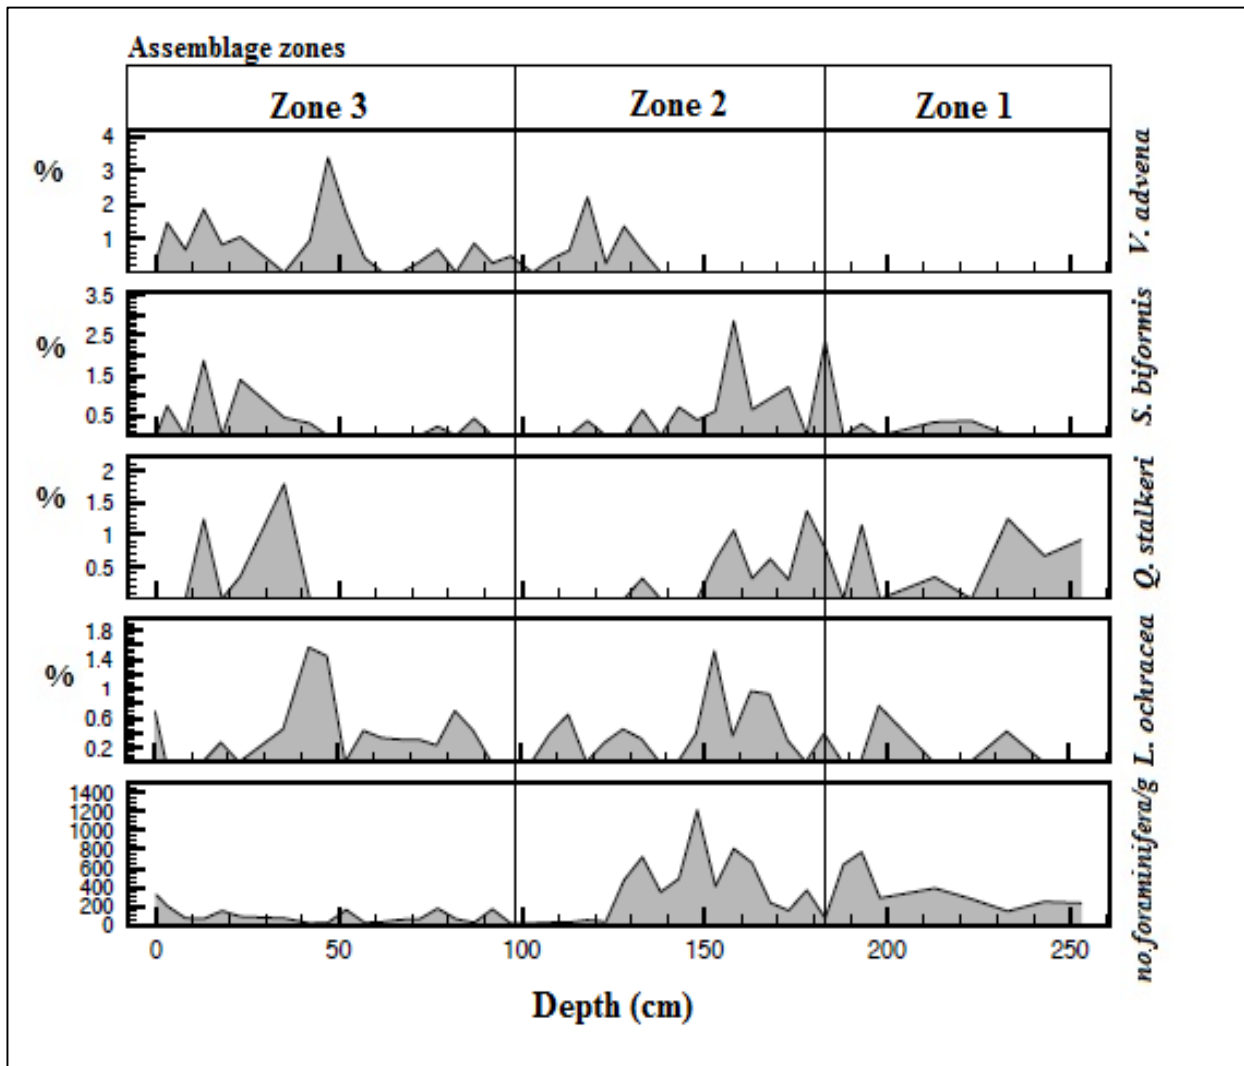 Assemblage zones
Zone 3 Zone 2 Zone 1
4
% 3
2
1
V. advena
3.5
% 2.5
1.5
0.5
S. biformis
2
% 1.5
1
0.5
Q. stalkeri
1.8
1.4
% 1
0.6
0.2
L. ochracea
1400
1200
1000
800
600
400
200
0
no.foraminifera/g
0 50 100 150 200 250
Depth (cm)